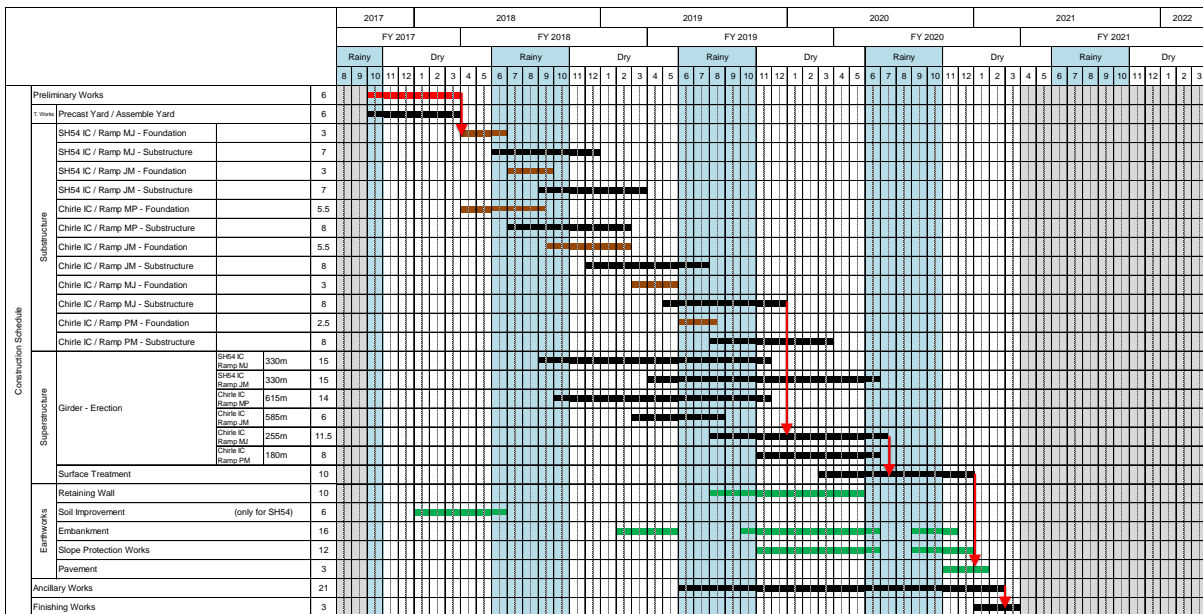 2017 2018 2019 2020 2021 2022
FY 2017 FY 2018 FY 2019 FY 2020 FY 2021
Rainy Dry Rainy Dry Rainy Dry Rainy Dry Rainy Dry
8 9 10 11 12 1 2 3 4 5 6 7 8 9 10 11 12 1 2 3 4 5 6 7 8 9 10 11 12 1 2 3 4 5 6 7 8 9 10 11 12 1 2 3 4 5 6 7 8 9 10 11 12 1 2 3
Construction Schedule
Preliminary Works 6
T. Works Precast Yard / Assemble Yard 6
Substructure
SH54 IC / Ramp MJ - Foundation 3
SH54 IC / Ramp MJ - Substructure 7
SH54 IC / Ramp JM - Foundation 3
SH54 IC / Ramp JM - Substructure 7
Chirle IC / Ramp MP - Foundation 5.5
Chirle IC / Ramp MP - Substructure 8
Chirle IC / Ramp JM - Foundation 5.5
Chirle IC / Ramp JM - Substructure 8
Chirle IC / Ramp MJ - Foundation 3
Chirle IC / Ramp MJ - Substructure 8
Chirle IC / Ramp PM - Foundation 2.5
Chirle IC / Ramp PM - Substructure 8
Superstructure
Girder - Erection
SH54 IC
Ramp MJ 330m 15
SH54 IC
Ramp JM 330m 15
Chirle IC
Ramp MP 615m 14
Chirle IC
Ramp JM 585m 6
Chirle IC
Ramp MJ 255m 11.5
Chirle IC
Ramp PM 180m 8
Surface Treatment 10
Earthworks
Retaining Wall 10
Soil Improvement (only for SH54) 6
Embankment 16
Slope Protection Works 12
Pavement 3
Ancillary Works 21
Finishing Works 3